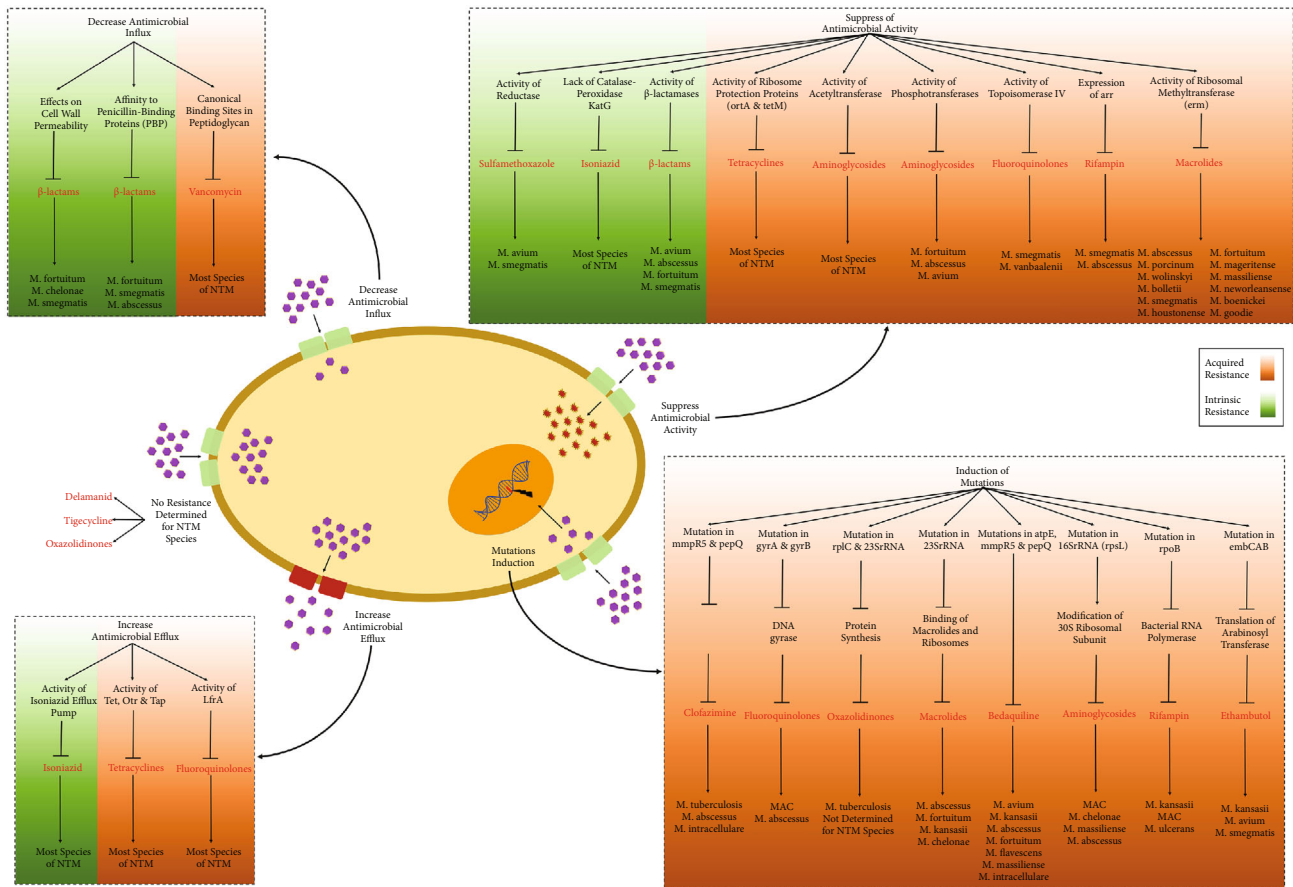 Decrease Antimicrobial
Influx
Effects on
Cell Wall
Permeability
Affinity to
Penicillin-Binding
Proteins (PBP)
Canonical
Binding Sites in
Peptidoglycan
β-lactams
β-lactams
Vancomycin
M. fortuitum
M. chelonae
M. smegmatis
M. fortuitum
M. smegmatis
M. abscessus
Most Species
of NTM
Suppress of
Antimicrobial Activity
Activity of
Reductase
Lack of Catalase-
Peroxidase
KatG
Activity of
β-lactamases
Activity of Ribosome
Protection Proteins
(ortA & tetM)
Activity of
Acetyltransferase
Activity of
Phosphotransferases
Activity of
Topoisomerase IV
Expression
of arr
Activity of Ribosomal
Methyltransferase
(erm)
Sulfamethoxazole
Isoniazid
β-lactams
Tetracyclines
Aminoglycosides
Aminoglycosides
Fluoroquinolones
Rifampin
Macrolides
M. avium
M. smegmatis
Most Species
of NTM
M. avium
M. abscessus
M. fortuitum
M. smegmatis
Most Species
of NTM
Most Species
of NTM
M. fortuitum
M. abscessus
M. avium
M. smegmatis
M. vanbaalenii
M. smegmatis
M. abscessus
M. abscessus
M. porcinum
M. wolinskyi
M. bolletii
M. smegmatis
M. houstonense
M. fortuitum
M. mageritense
M. massiliense
M. neworleansense
M. boenickei
M. goodie
Decrease
Antimicrobial
Influx
Suppress
Antimicrobial
Activity
Acquired
Resistance
Intrinsic
Resistance
No Resistance
Determined
for NTM
Species
Delamanid
Tigecycline
Oxazolidinones
Mutations
Induction
Increase
Antimicrobial
Efflux
Increase
Antimicrobial Efflux
Activity of
Isoniazid Efflux
Pump
Activity of
Tet, Otr & Tap
Activity of
LfrA
Isoniazid
Tetracyclines
Fluoroquinolones
Most Species
of NTM
Most Species
of NTM
Most Species
of NTM
Induction of
Mutations
Mutation in
mmpR5 & pepQ
Mutation in
gyrA & gyrB
Mutation in
rplC & 23SrRNA
Mutation in
23SrRNA
Mutations in atpE,
mmpR5 & pepQ
Mutation in
16SrRNA (rpsL)
Mutation in
rpoB
Mutation in
embCAB
DNA
gyrase
Protein
Synthesis
Binding of
Macrolides and
Ribosomes
Modification of
30S Ribosomal
Subunit
Bacterial RNA
Polymerase
Translation of
Arabinosyl
Transferase
Clofazimine
Fluoroquinolones
Oxazolidinones
Macrolides
Bedaquiline
Aminoglycosides
Rifampin
Ethambutol
M. tuberculosis
M. abscessus
M. intracellulare
MAC
M. abscessus
M. tuberculosis
Not Determined
for NTM Species
M. abscessus
M. fortuitum
M. kansasii
M. chelonae
M. avium
M. kansasii
M. abscessus
M. fortuitum
M. flavescens
M. massiliense
M. intracellulare
MAC
M. chelonae
M. massiliense
M. abscessus
M. kansasii
MAC
M. ulcerans
M. kansasii
M. avium
M. smegmatis